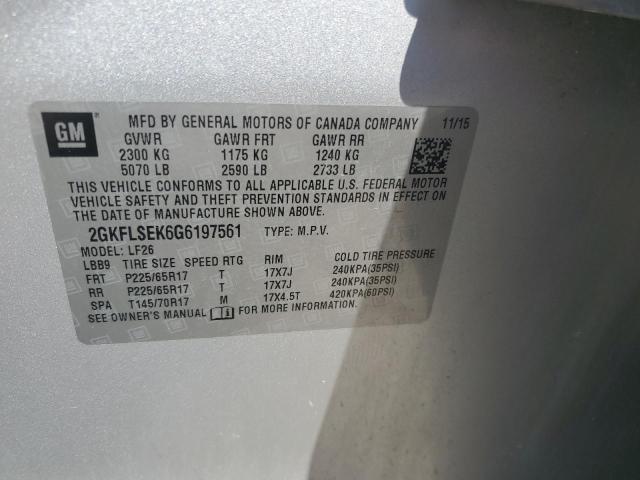 GM
MFD BY GENERAL MOTORS OF CANADA COMPANY 11/15
GVWR GAWR FRT GAWR RR
2300 KG 1175 KG 1240 KG
5070 LB 2590 LB 2733 LB
THIS VEHICLE CONFORMS TO ALL APPLICABLE U.S. FEDERAL MOTOR
VEHICLE SAFETY AND THEFT PREVENTION STANDARDS IN EFFECT ON
THE DATE OF MANUFACTURE SHOWN ABOVE.
2GKFLSEK6G6197561 TYPE: M.P.V.
MODEL: LF26
LBB9 TIRE SIZE SPEED RTG RIM COLD TIRE PRESSURE
FRT P225/65R17 T 17X7J 240KPA(35PSI)
RR P225/65R17 T 17X7J 240KPA(35PSI)
SPA T145/70R17 M 17X4.5T 420KPA(60PSI)
SEE OWNER'S MANUAL FOR MORE INFORMATION.